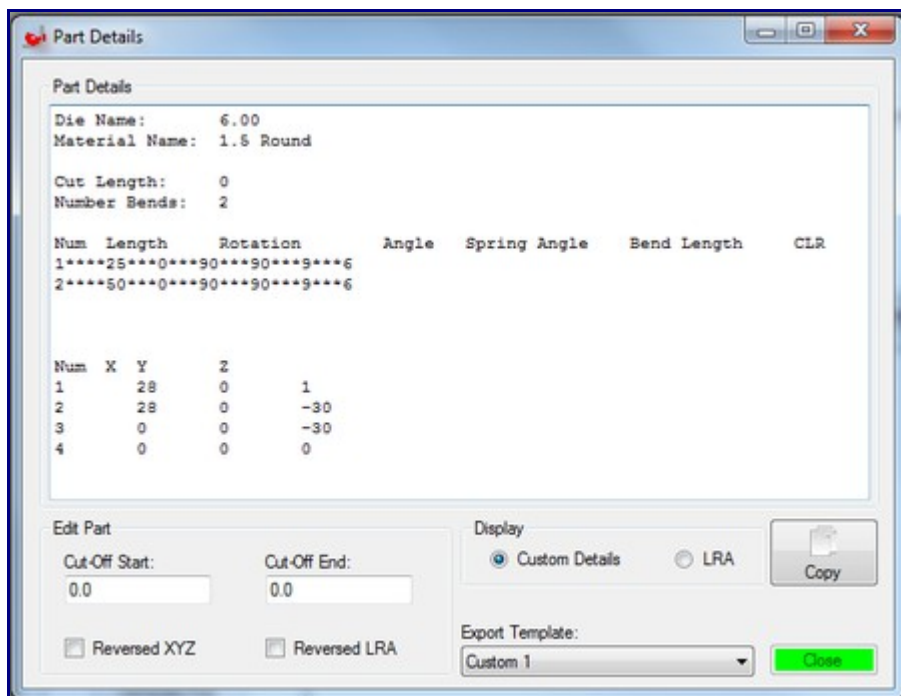 Part Details
Part Details
Die Name: 6.00
Material Name: 1.5 Round
Cut Length: 0
Number Bends: 2
Num Length Rotation Angle Spring Angle Bend Length CLR
1****25***0***90***90***9***6
2****50***0***90***90***9***6
Num X Y Z
1 28 0 1
2 28 0 -30
3 0 0 -30
4 0 0 0
Edit Part
Cut-Off Start: Cut-Off End:
0.0 0.0
Reversed XYZ Reversed LRA
Display
Custom Details LRA
Copy
Export Template:
Custom 1
Close